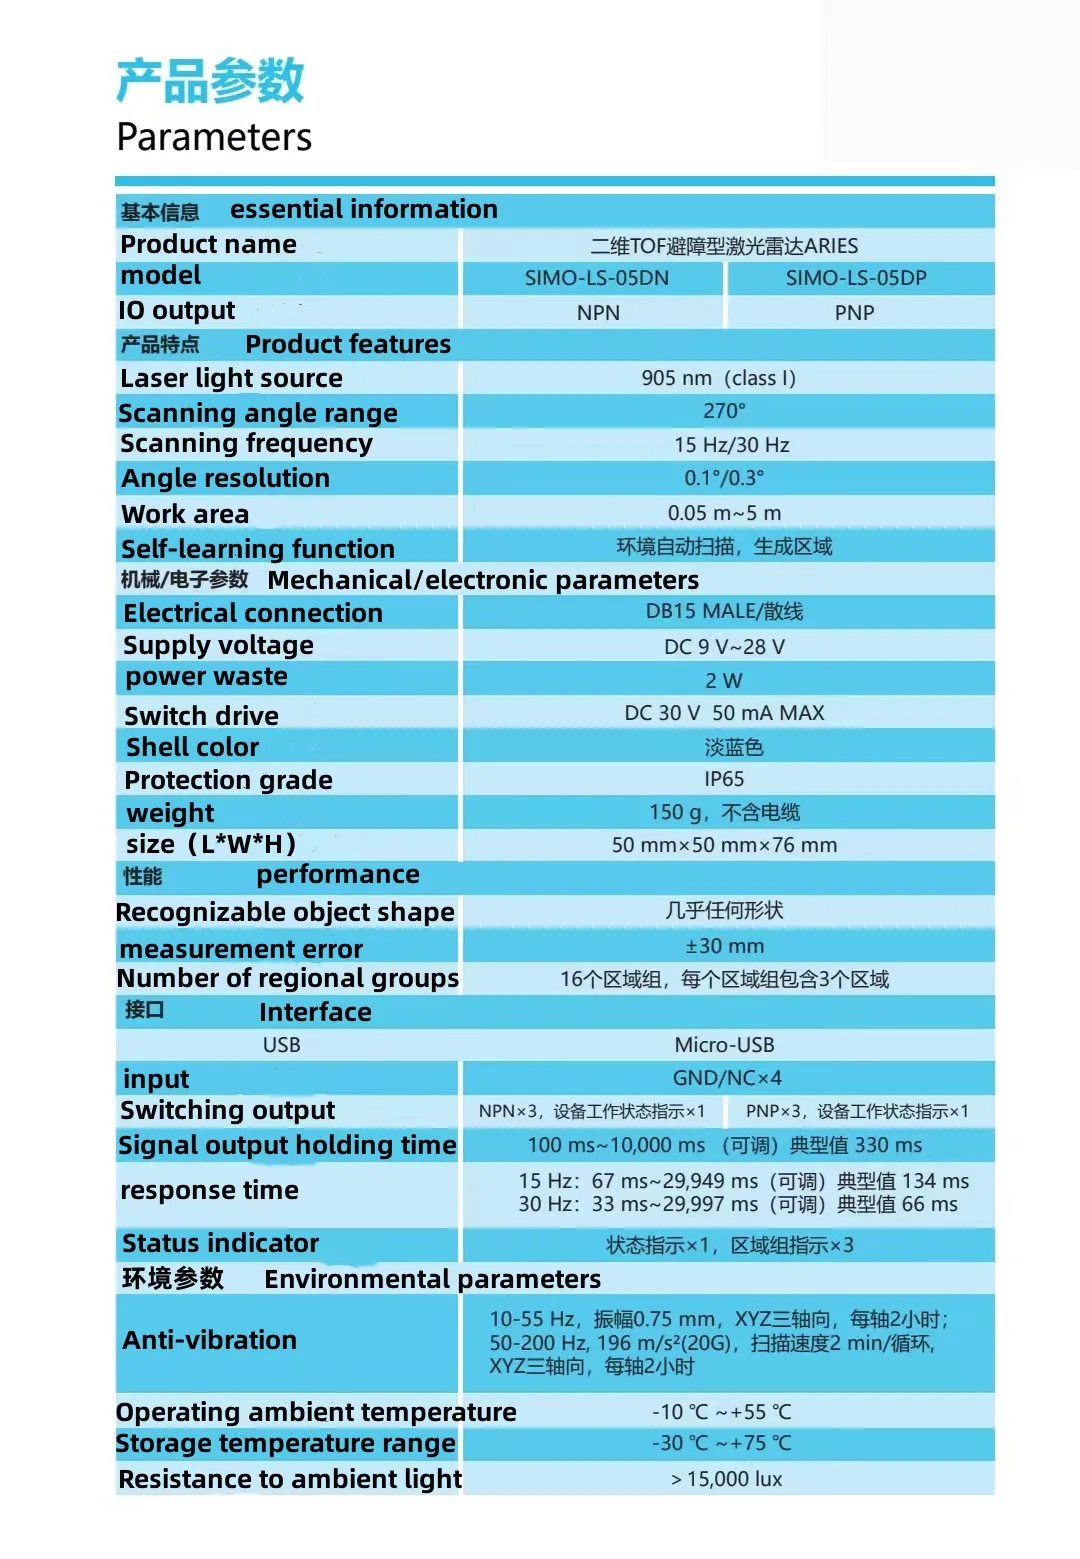 产品参数
Parameters
基本信息 essential information
Product name 二维TOF避障型激光雷达ARIES
model SIMO-LS-05DN SIMO-LS-05DP
IO output NPN PNP
产品特点 Product features
Laser light source 905 nm（class I）
Scanning angle range 270°
Scanning frequency 15 Hz/30 Hz
Angle resolution 0.1°/0.3°
Work area 0.05 m~5 m
Self-learning function 环境自动扫描，生成区域
机械/电子参数 Mechanical/electronic parameters
Electrical connection DB15 MALE/散线
Supply voltage DC 9 V~28 V
power waste 2 W
Switch drive DC 30 V 50 mA MAX
Shell color 淡蓝色
Protection grade IP65
weight 150 g，不含电缆
size（L*W*H） 50 mm×50 mm×76 mm
性能 performance
Recognizable object shape 几乎任何形状
measurement error ±30 mm
Number of regional groups 16个区域组，每个区域组包含3个区域
接口 Interface
USB Micro-USB
input GND/NC×4
Switching output NPN×3，设备工作状态指示×1 PNP×3，设备工作状态指示×1
Signal output holding time 100 ms~10,000 ms （可调）典型值 330 ms
response time 15 Hz：67 ms~29,949 ms（可调）典型值 134 ms
30 Hz：33 ms~29,997 ms（可调）典型值 66 ms
Status indicator 状态指示×1，区域组指示×3
环境参数 Environmental parameters
Anti-vibration 10-55 Hz，振幅0.75 mm，XYZ三轴向，每轴2小时；
50-200 Hz, 196 m/s²(20G)，扫描速度2 min/循环,
XYZ三轴向，每轴2小时
Operating ambient temperature -10 ℃ ~+55 ℃
Storage temperature range -30 ℃ ~+75 ℃
Resistance to ambient light > 15,000 lux